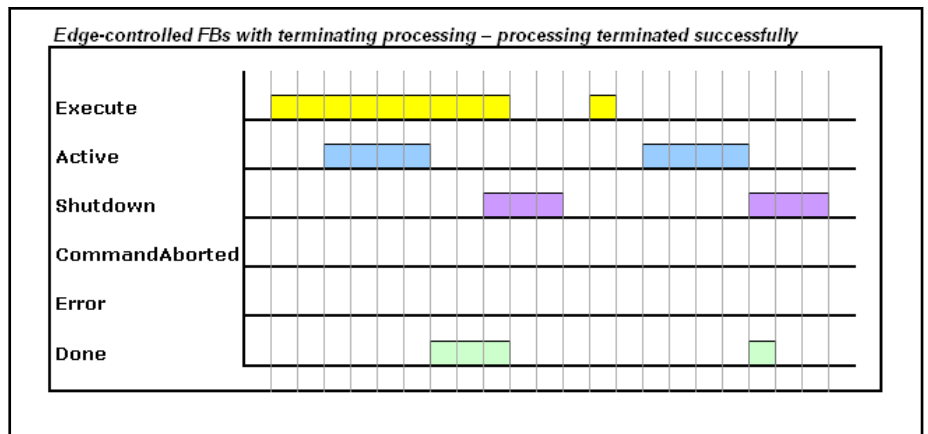 Edge-controlled FBs with terminating processing – processing terminated successfully
Execute
Active
Shutdown
CommandAborted
Error
Done